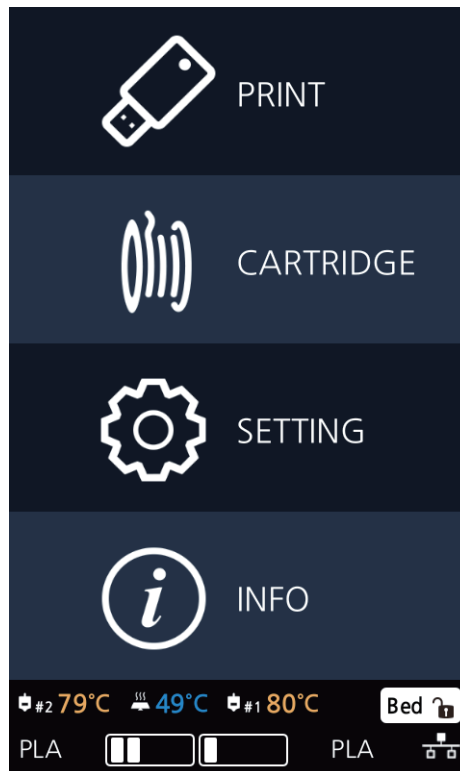 PRINT
CARTRIDGE
SETTING
INFO
#2 79°C 49°C #1 80°C Bed
PLA PLA